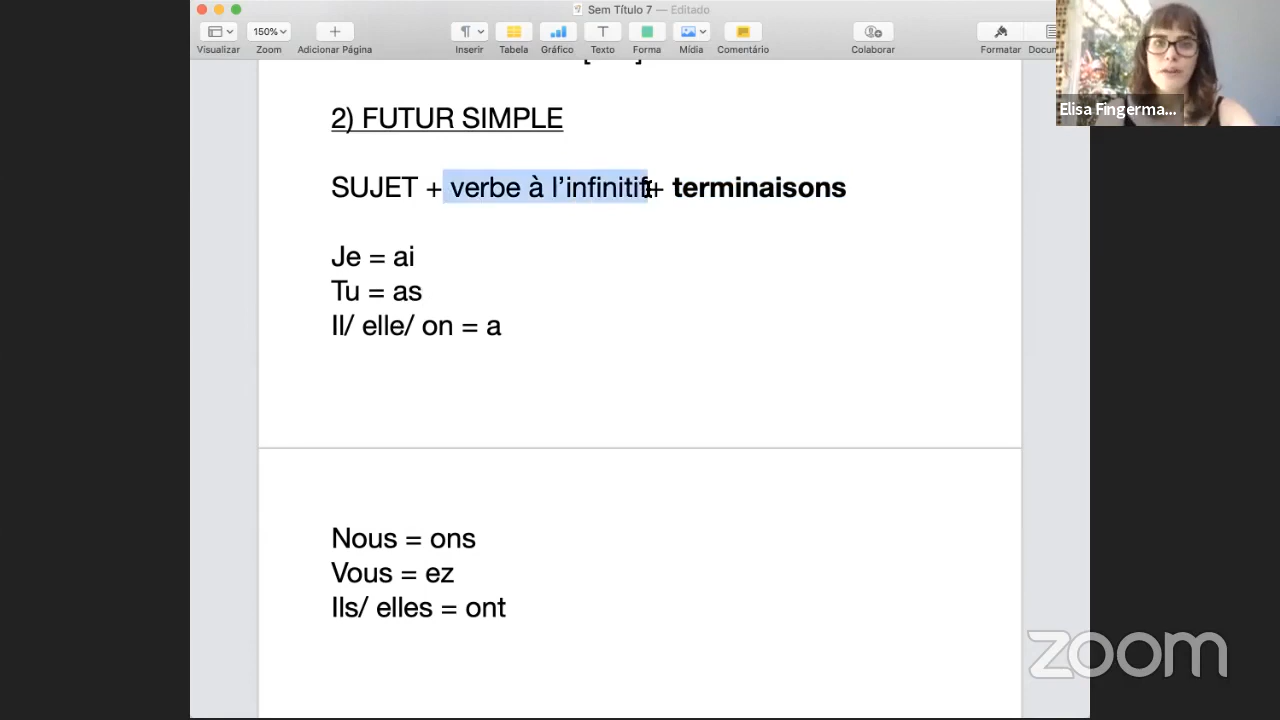 Sem Título 7 — Editado
150%
Visualizar Zoom Adicionar Página Inserir Tabela Gráfico Texto Forma Mídia Comentário Colaborar Formatar Docum
Elisa Fingerma...
2) FUTUR SIMPLE
SUJET + verbe à l’infinitif+ terminaisons
Je = ai
Tu = as
Il/ elle/ on = a
Nous = ons
Vous = ez
Ils/ elles = ont
zoom